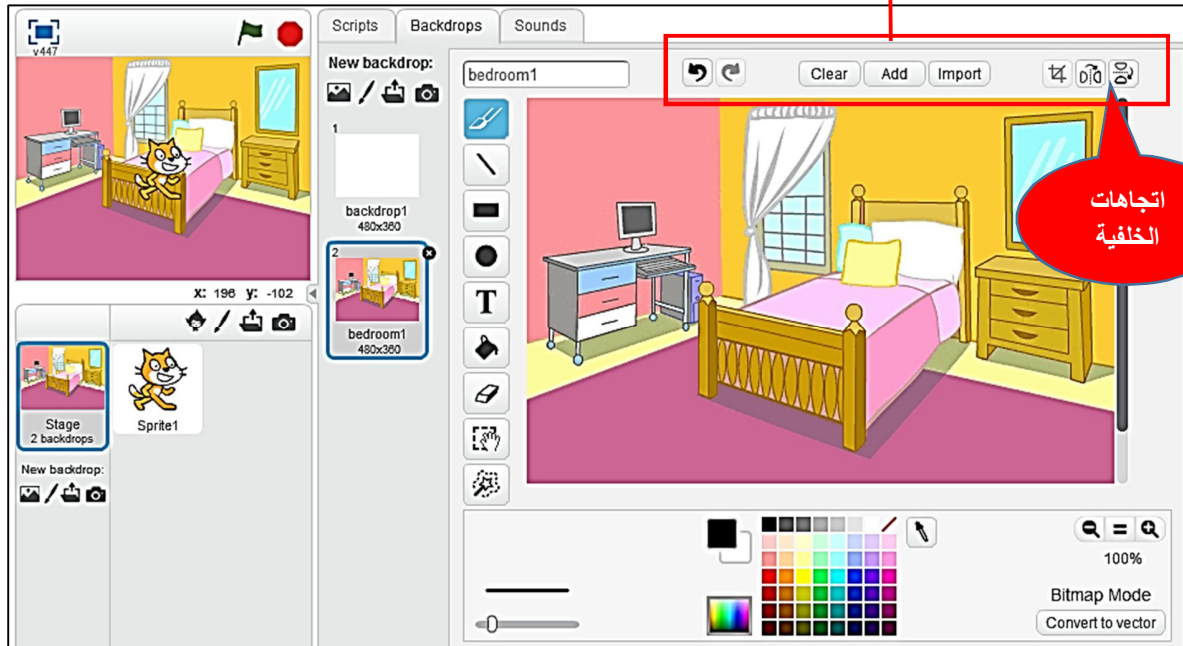 v447
Scripts
Backdrops
Sounds
New backdrop:
bedroom1
Clear
Add
Import
1
backdrop1
480x360
2
bedroom1
480x360
اتجاهات
الخلفية
T
X: 196 Y: -102
Stage
2 backdrops
Sprite1
New backdrop:
100%
Bitmap Mode
Convert to vector